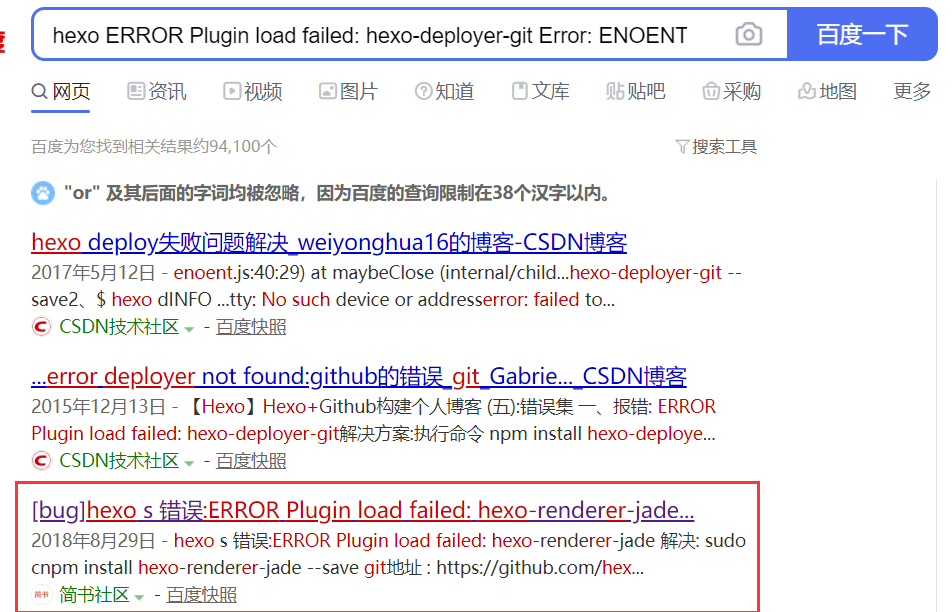 hexo ERROR Plugin load failed: hexo-deployer-git Error: ENOENT 百度一下
网页 资讯 视频 图片 知道 文库 贴吧 采购 地图 更多
百度为您找到相关结果约94,100个 搜索工具
"or" 及其后面的字词均被忽略，因为百度的查询限制在38个汉字以内。
hexo deploy失败问题解决_weiyonghua16的博客-CSDN博客
2017年5月12日 - enoent.js:40:29) at maybeClose (internal/child...hexo-deployer-git --
save2、$ hexo dINFO ...tty: No such device or addresserror: failed to...
CSDN技术社区 - 百度快照
...error deployer not found:github的错误_git_Gabrie..._CSDN博客
2015年12月13日 - 【Hexo】Hexo+Github构建个人博客 (五):错误集 一、报错: ERROR
Plugin load failed: hexo-deployer-git解决方案:执行命令 npm install hexo-deploye...
CSDN技术社区 - 百度快照
[bug]hexo s 错误:ERROR Plugin load failed: hexo-renderer-jade...
2018年8月29日 - hexo s 错误:ERROR Plugin load failed: hexo-renderer-jade 解决: sudo
cnpm install hexo-renderer-jade --save git地址 : https://github.com/hex...
简书 简书社区 - 百度快照